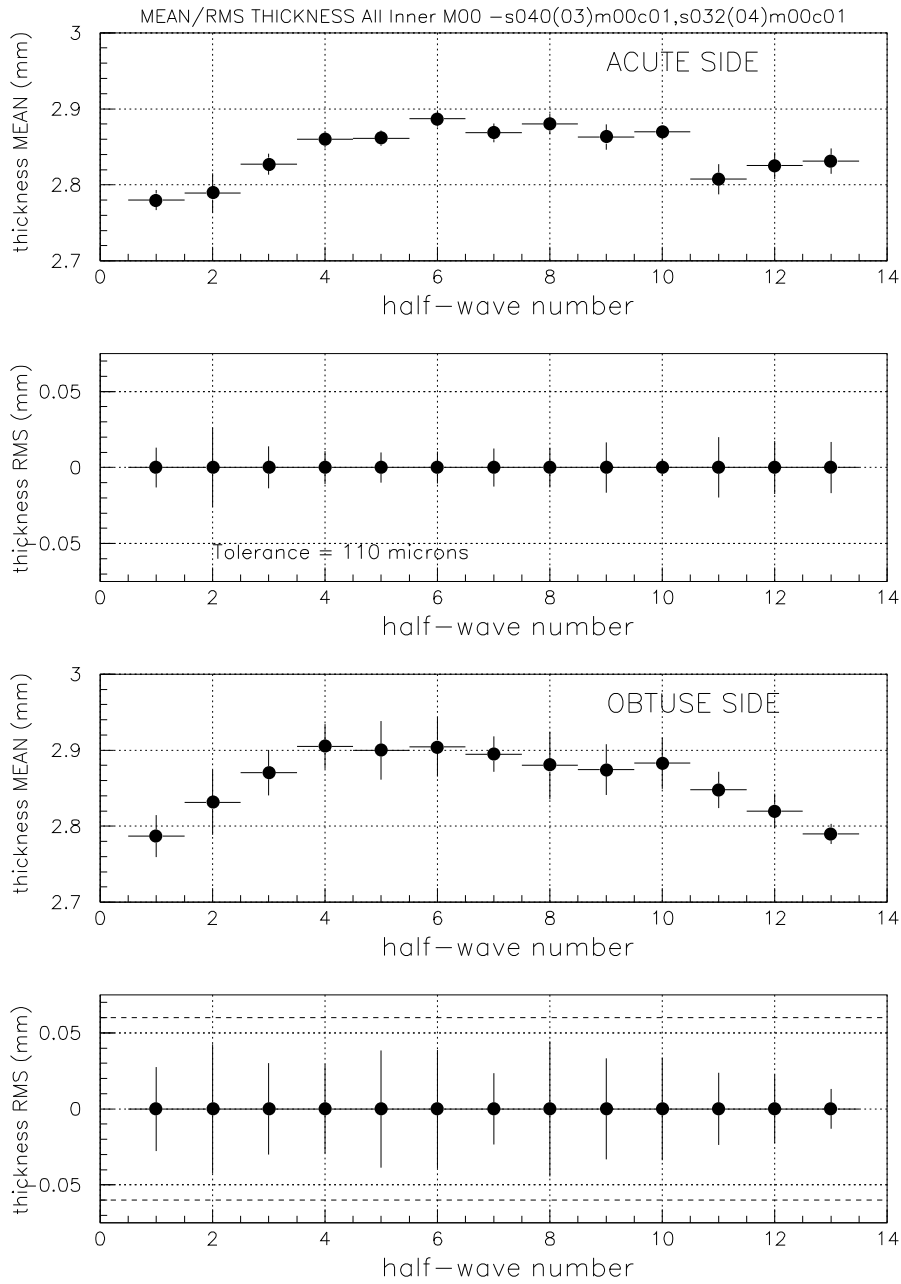 MEAN/RMS THICKNESS All Inner M00 −s040(03)m00c01,s032(04)m00c01
thickness MEAN (mm)
3
2.9
2.8
2.7
ACUTE SIDE
0 2 4 6 8 10 12 14
half−wave number
thickness RMS (mm)
0.05
0
−0.05
Tolerance = 110 microns
0 2 4 6 8 10 12 14
half−wave number
thickness MEAN (mm)
3
2.9
2.8
2.7
OBTUSE SIDE
0 2 4 6 8 10 12 14
half−wave number
thickness RMS (mm)
0.05
0
−0.05
0 2 4 6 8 10 12 14
half−wave number